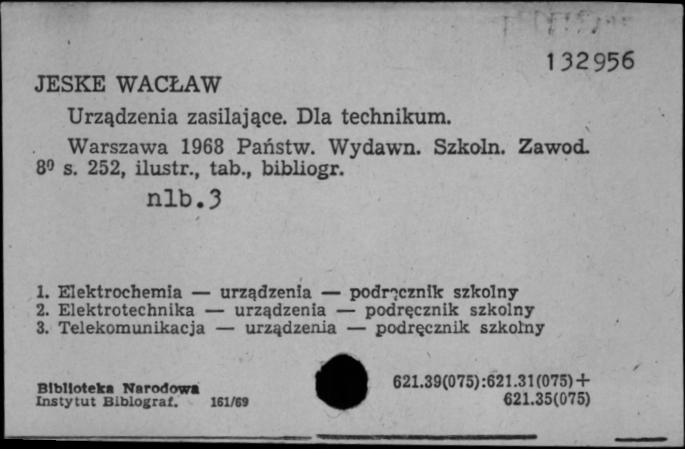 132956
JESKE WACŁAW
Urządzenia zasilające. Dla technikum.
Warszawa 1968 Państw. Wydawn. Szkoln. Zawod.
8⁰ s. 252, ilustr., tab., bibliogr.
nlb.3
1. Elektrochemia — urządzenia — podręcznik szkolny
2. Elektrotechnika — urządzenia — podręcznik szkolny
3. Telekomunikacja — urządzenia — podręcznik szkolny
Biblioteka Narodowa
Instytut Bibliograf. 161/69
621.39(075):621.31(075)+
621.35(075)